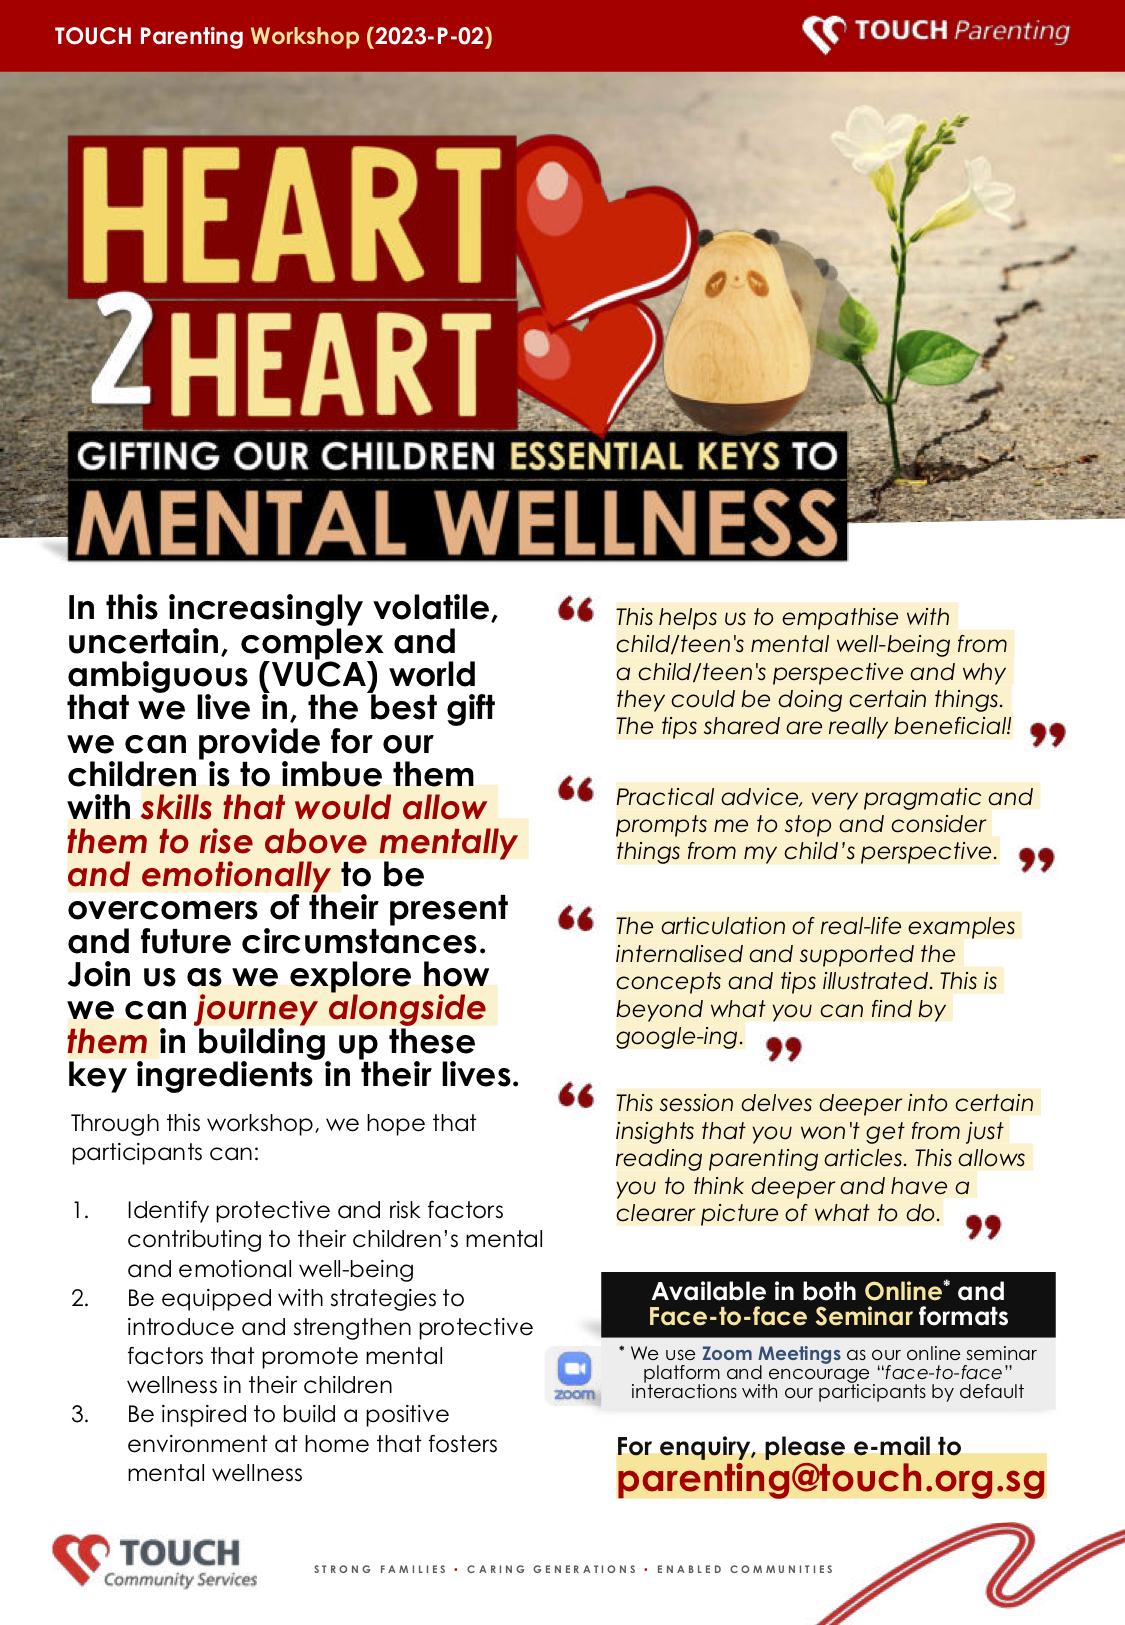 TOUCH Parenting Workshop (2023-P-02)
TOUCH Parenting
HEART
2 HEART
GIFTING OUR CHILDREN ESSENTIAL KEYS TO
MENTAL WELLNESS
In this increasingly volatile,
uncertain, complex and
ambiguous (VUCA) world
that we live in, the best gift
we can provide for our
children is to imbue them
with skills that would allow
them to rise above mentally
and emotionally to be
overcomers of their present
and future circumstances.
Join us as we explore how
we can journey alongside
them in building up these
key ingredients in their lives.
Through this workshop, we hope that
participants can:
1. Identify protective and risk factors
contributing to their children’s mental
and emotional well-being
2. Be equipped with strategies to
introduce and strengthen protective
factors that promote mental
wellness in their children
3. Be inspired to build a positive
environment at home that fosters
mental wellness
“ This helps us to empathise with
child/teen's mental well-being from
a child/teen's perspective and why
they could be doing certain things.
The tips shared are really beneficial! ”
“ Practical advice, very pragmatic and
prompts me to stop and consider
things from my child’s perspective. ”
“ The articulation of real-life examples
internalised and supported the
concepts and tips illustrated. This is
beyond what you can find by
google-ing. ”
“ This session delves deeper into certain
insights that you won't get from just
reading parenting articles. This allows
you to think deeper and have a
clearer picture of what to do. ”
Available in both Online* and
Face-to-face Seminar formats
zoom
* We use Zoom Meetings as our online seminar
platform and encourage “face-to-face”
interactions with our participants by default
For enquiry, please e-mail to
parenting@touch.org.sg
TOUCH
Community Services
STRONG FAMILIES • CARING GENERATIONS • ENABLED COMMUNITIES